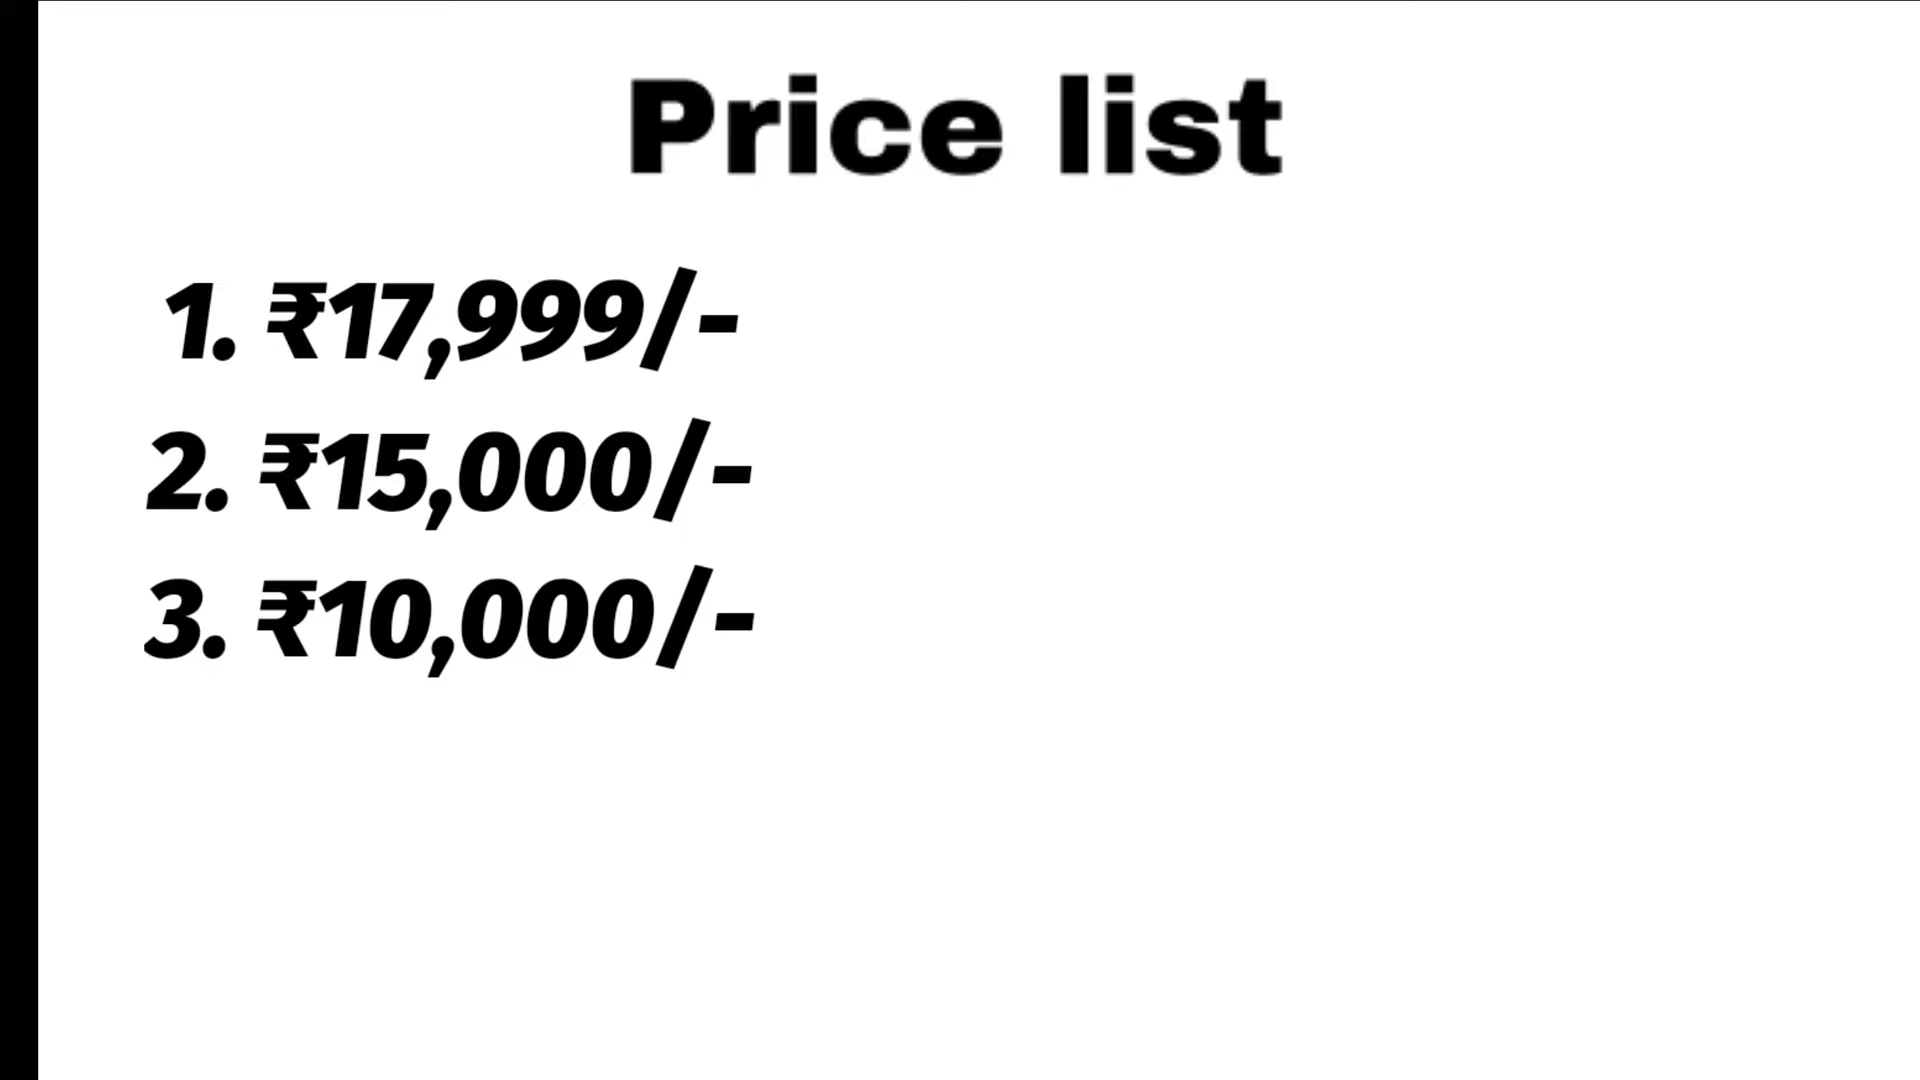 Price list
1. ₹17,999/-
2. ₹15,000/-
3. ₹10,000/-